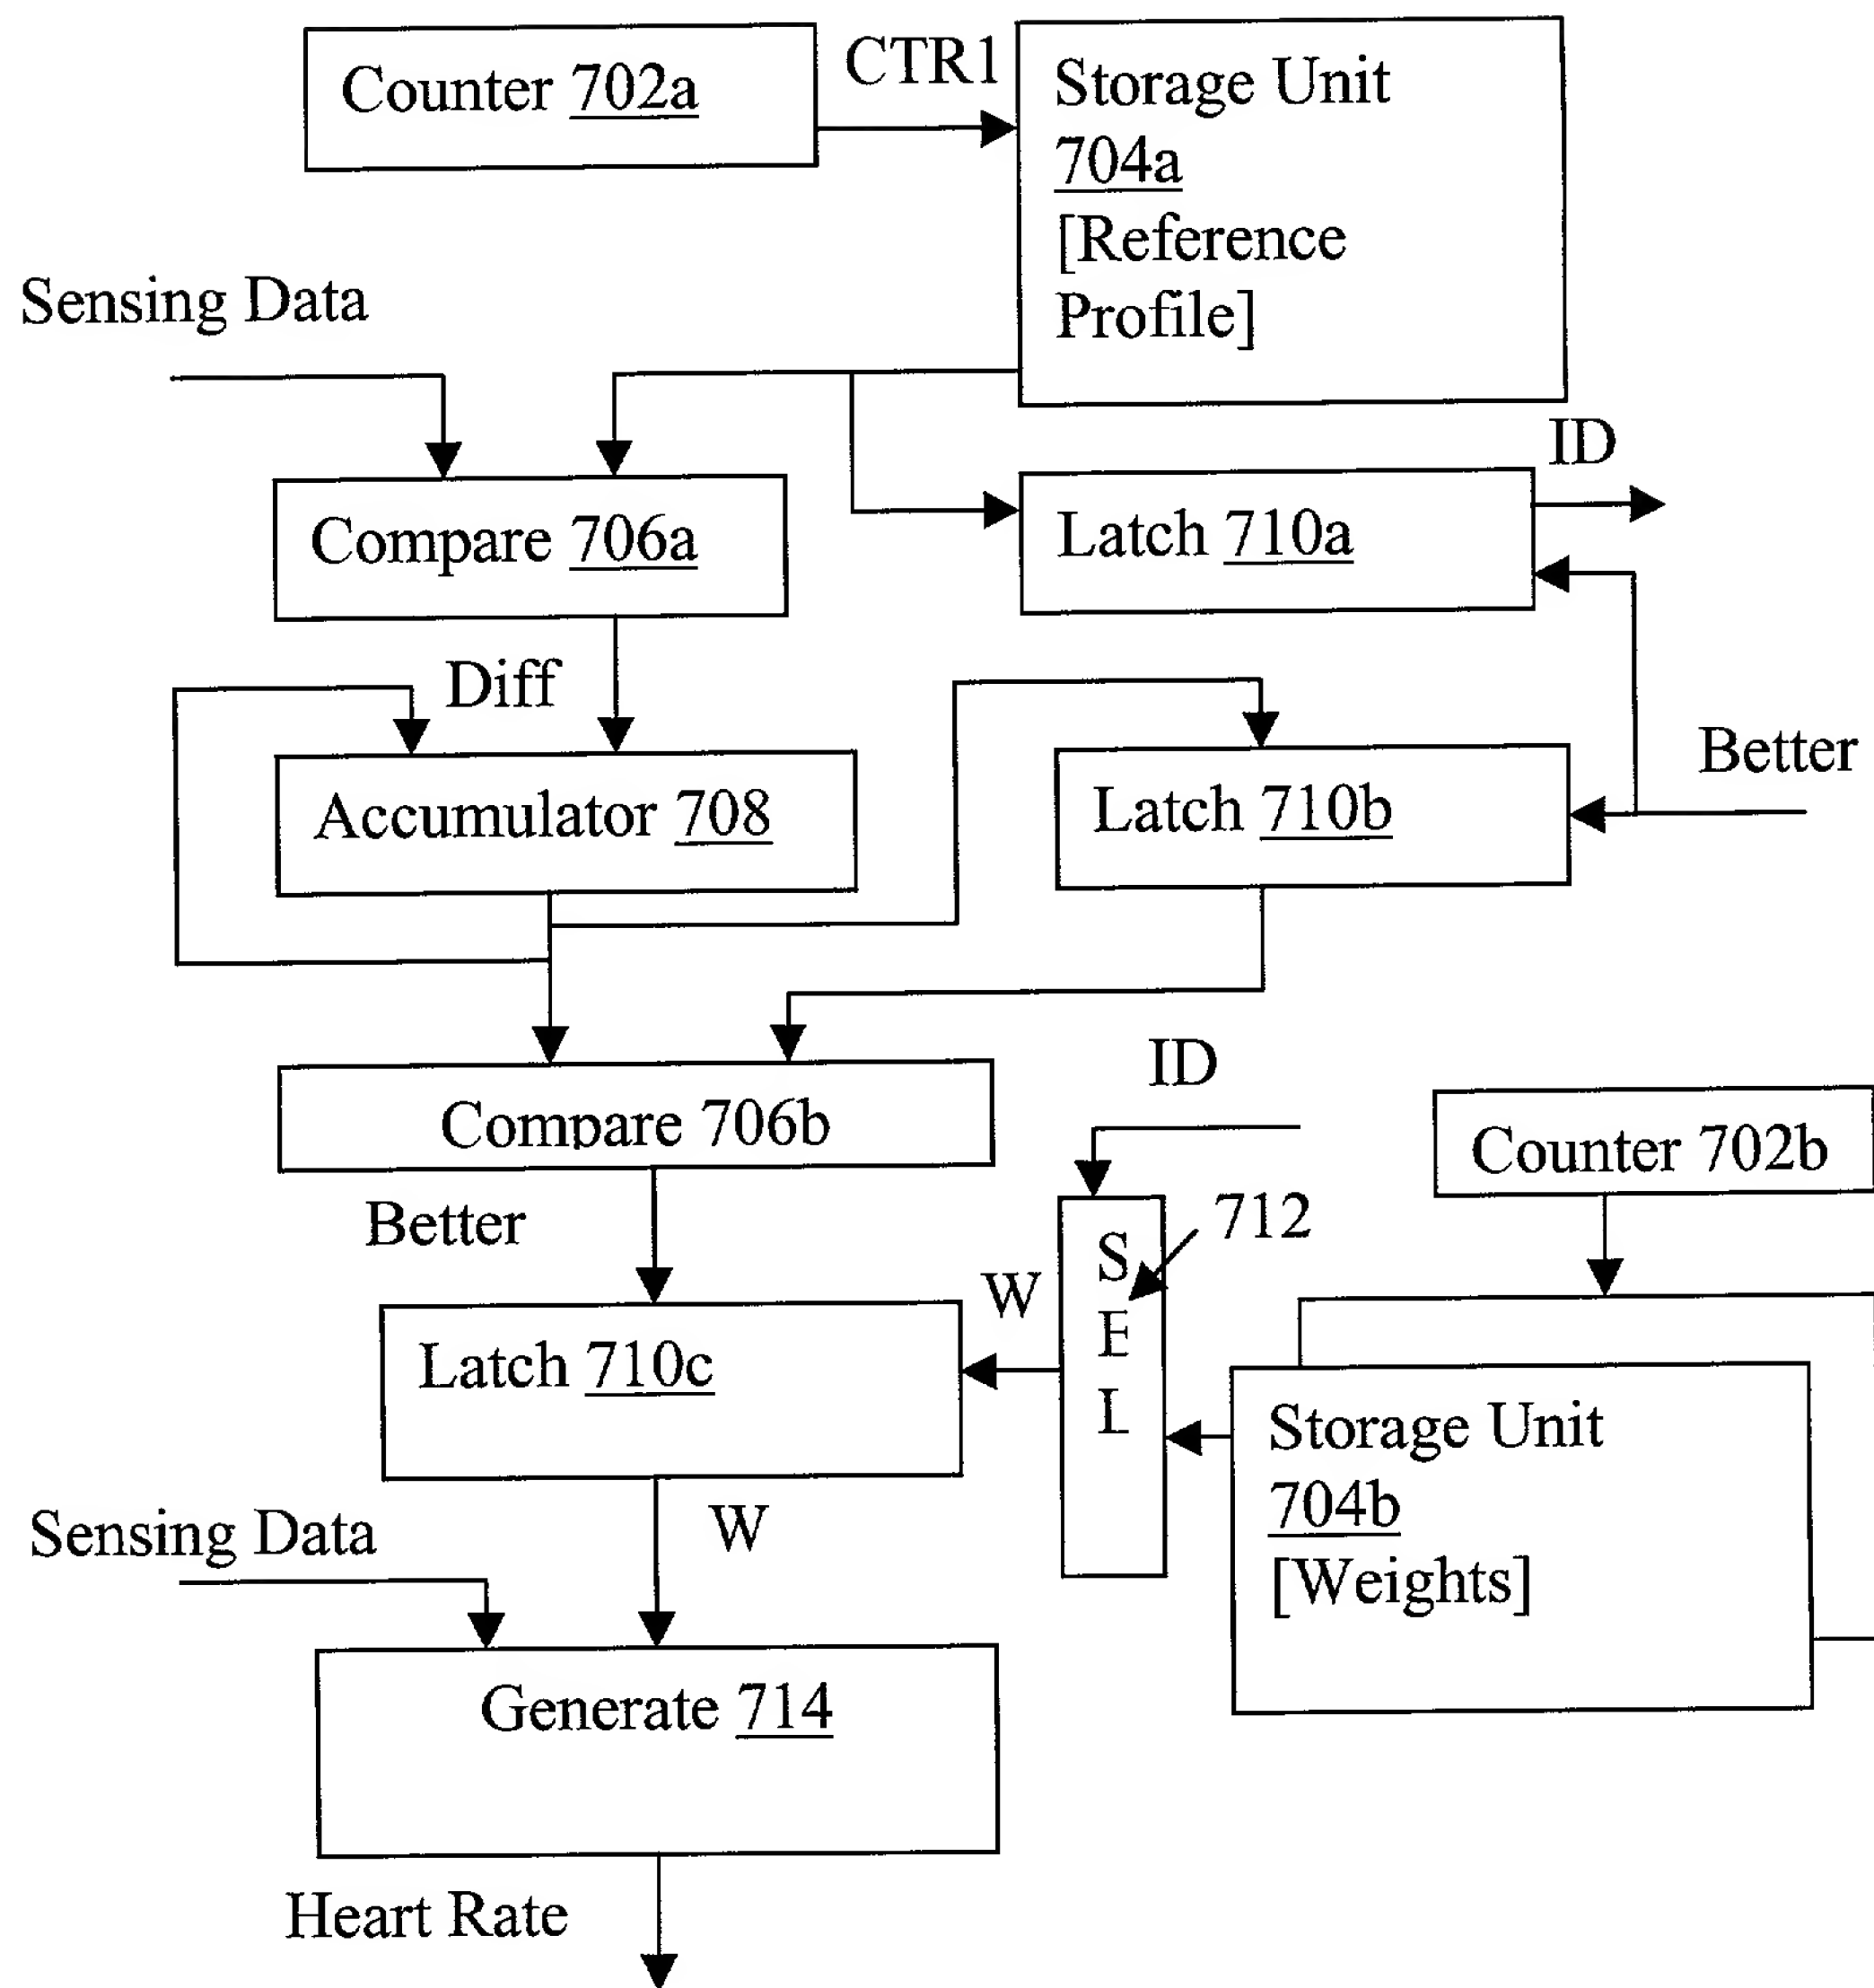 Counter 702a
CTR1
Storage Unit
704a
[Reference
Profile]
Sensing Data
ID
Compare 706a
Latch 710a
Diff
Better
Accumulator 708
Latch 710b
ID
Compare 706b
Counter 702b
Better
712
S
E
L
W
Latch 710c
Storage Unit
704b
[Weights]
Sensing Data
W
Generate 714
Heart Rate